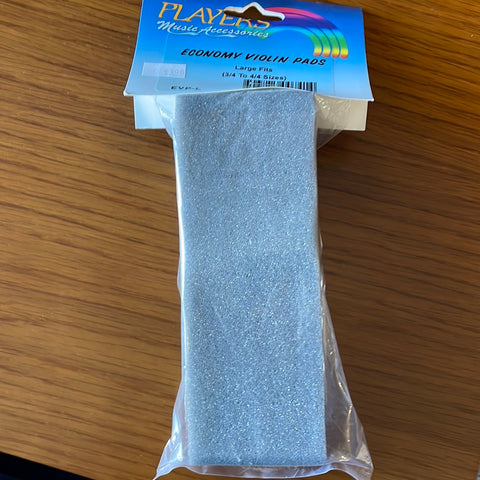 PLAYERS
Music Accessories
ECONOMY VIOLIN PADS
Large Fits
(3/4 To 4/4 Sizes)